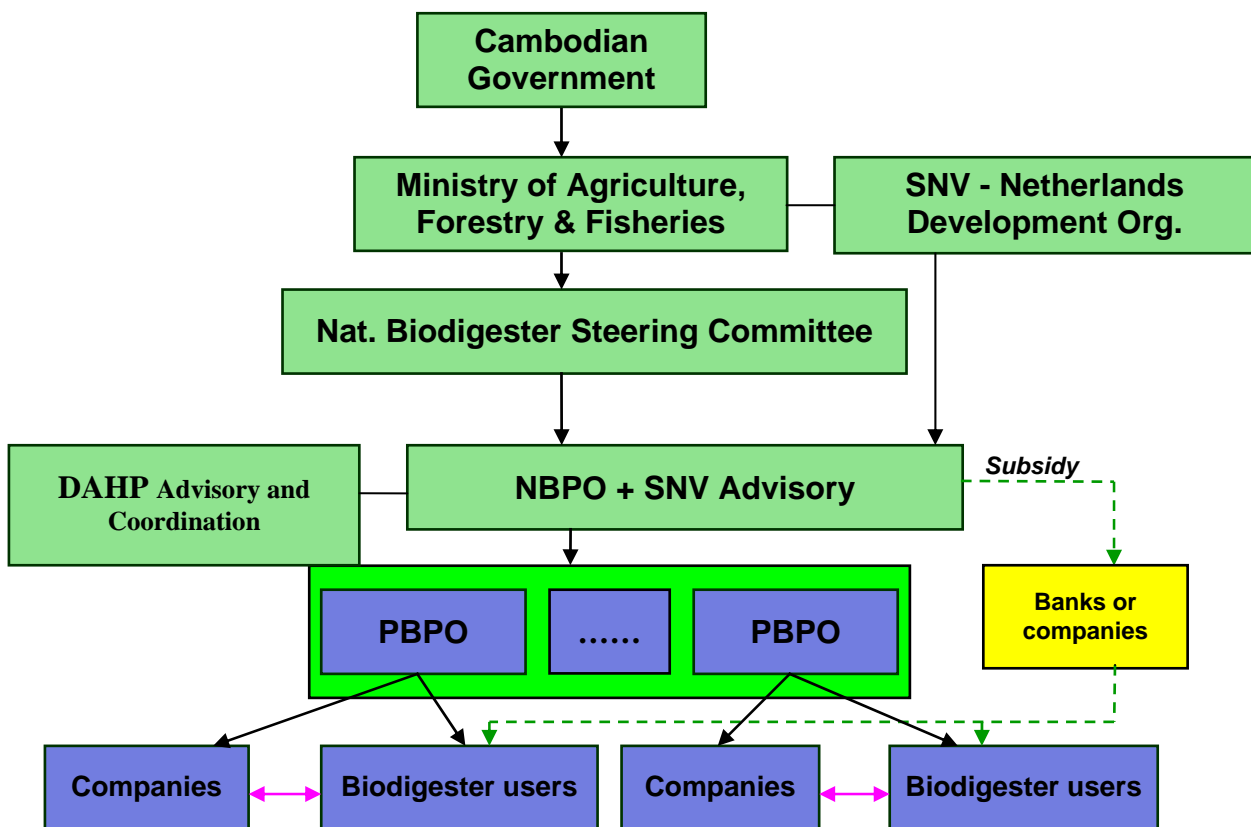 Cambodian
Government
Ministry of Agriculture,
Forestry & Fisheries
SNV - Netherlands
Development Org.
Nat. Biodigester Steering Committee
DAHP Advisory and
Coordination
NBPO + SNV Advisory
Subsidy
PBPO
......
PBPO
Banks or
companies
Companies
Biodigester users
Companies
Biodigester users